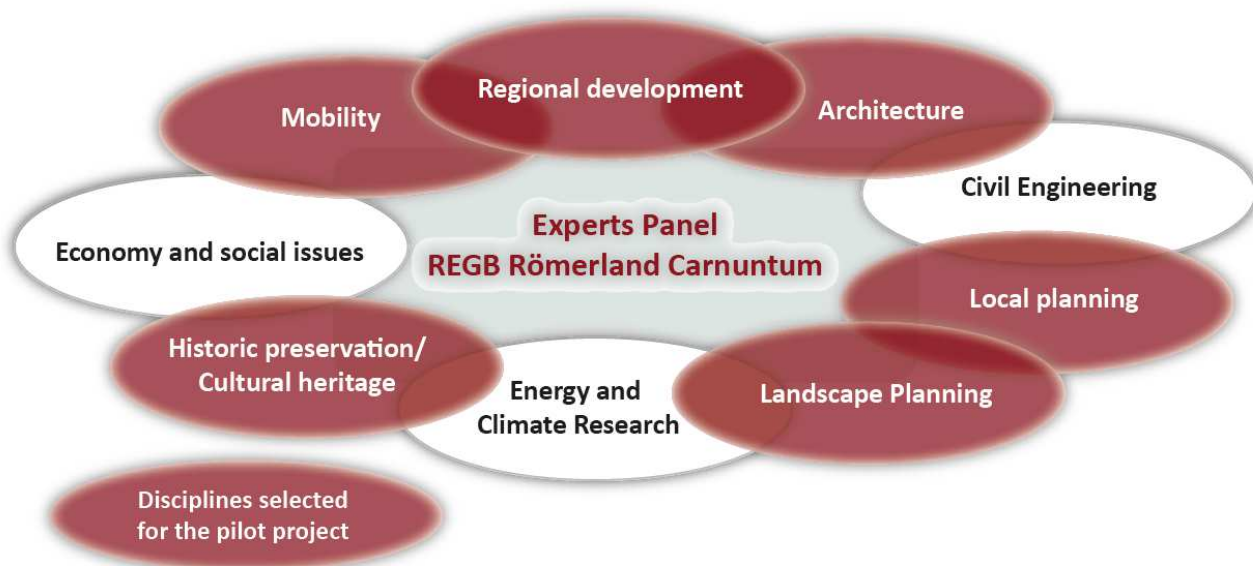 Regional development
Mobility
Architecture
Civil Engineering
Experts Panel
REGB Römerland Carnuntum
Economy and social issues
Local planning
Historic preservation/
Cultural heritage
Energy and
Climate Research
Landscape Planning
Disciplines selected
for the pilot project